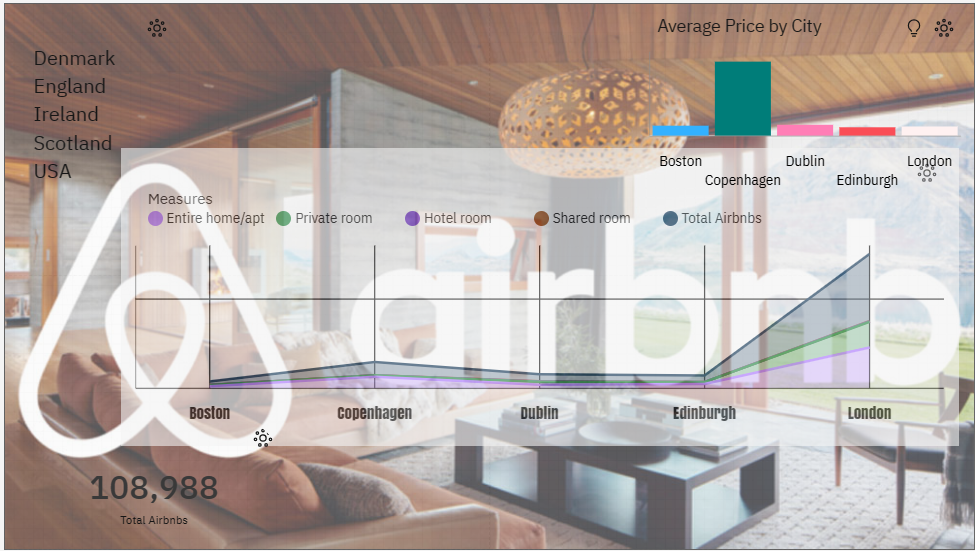 Average Price by City
Denmark
England
Ireland
Scotland
USA
Boston
Copenhagen
Dublin
Edinburgh
London
Measures
Entire home/apt Private room Hotel room Shared room Total Airbnbs
airbnb
Boston Copenhagen Dublin Edinburgh London
108,988
Total Airbnbs